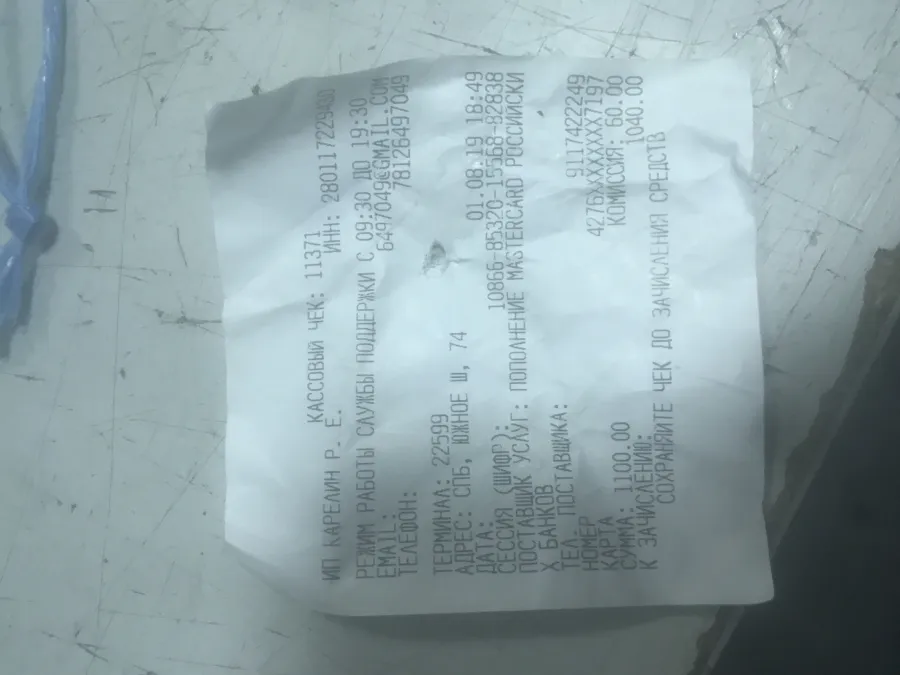 ИП КАРЕЛИН Р. Е. КАССОВЫЙ ЧЕК: 11371
ИНН: 280117229400
РЕЖИМ РАБОТЫ СЛУЖБЫ ПОДДЕРЖКИ С 09:30 ДО 19:30
EMAIL: 6497049@GMAIL.COM
ТЕЛЕФОН: 78126497049
ТЕРМИНАЛ: 22599
АДРЕС: СПБ, ЮЖНОЕ Ш, 74
ДАТА: 01.08.19 18:49
СЕССИЯ (ШИФР): 10866-85320-15568-82838
ПОСТАВЩИК УСЛУГ: ПОПОЛНЕНИЕ MASTERCARD РОССИЙСКИ
Х БАНКОВ
ТЕЛ. ПОСТАВЩИКА:
НОМЕР 9117422249
КАРТА 4276XXXXXXXX7197
СУММА: 1100.00 КОМИССИЯ: 60.00
К ЗАЧИСЛЕНИЮ: 1040.00
СОХРАНЯЙТЕ ЧЕК ДО ЗАЧИСЛЕНИЯ СРЕДСТВ